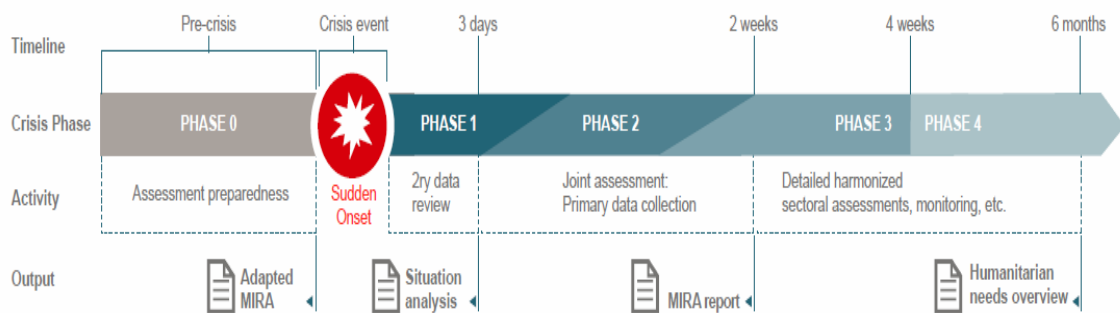 Timeline
Pre-crisis
Crisis event
3 days
2 weeks
4 weeks
6 months
Crisis Phase
PHASE 0
PHASE 1
PHASE 2
PHASE 3
PHASE 4
Activity
Assessment preparedness
Sudden
Onset
2ry data
review
Joint assessment:
Primary data collection
Detailed harmonized
sectoral assessments, monitoring, etc.
Output
Adapted
MIRA
Situation
analysis
MIRA report
Humanitarian
needs overview